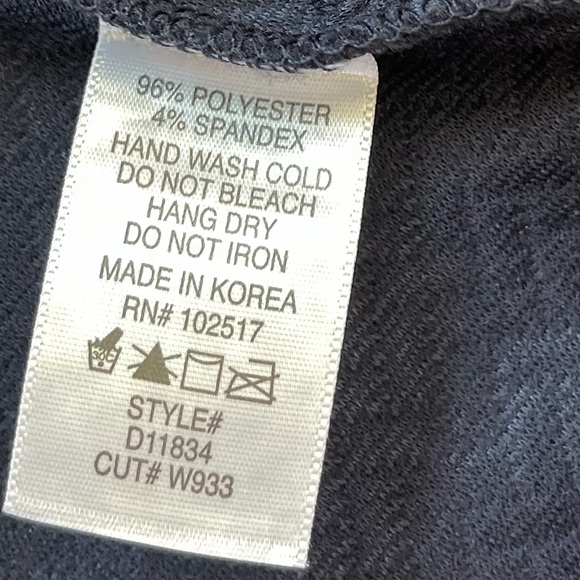 96% POLYESTER
4% SPANDEX
HAND WASH COLD
DO NOT BLEACH
HANG DRY
DO NOT IRON
MADE IN KOREA
RN# 102517
30C
STYLE#
D11834
CUT# W933